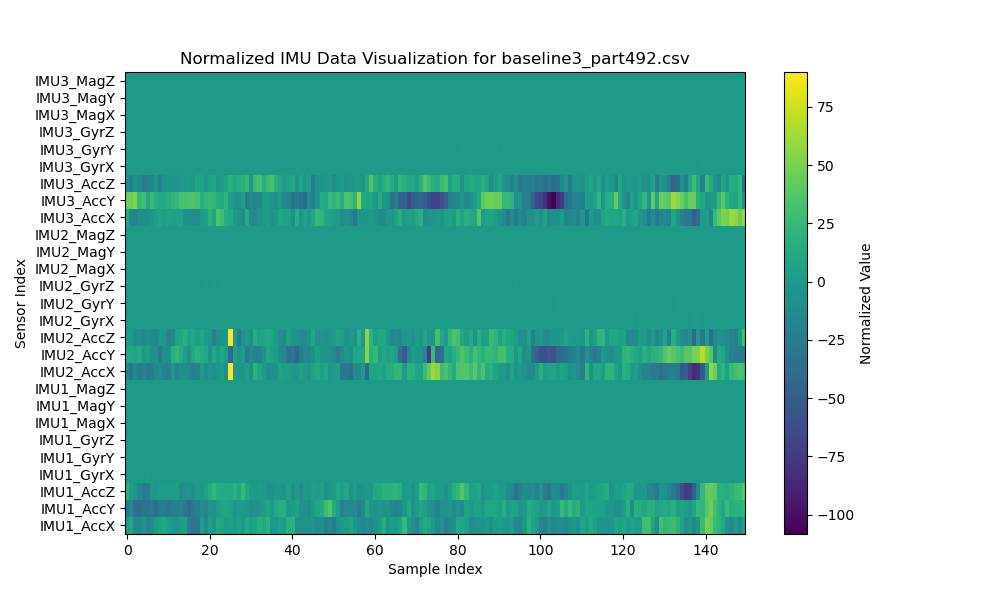 Normalized IMU Data Visualization for baseline3_part492.csv
IMU3_MagZ
IMU3_MagY
IMU3_MagX
IMU3_GyrZ
IMU3_GyrY
IMU3_GyrX
IMU3_AccZ
IMU3_AccY
IMU3_AccX
IMU2_MagZ
IMU2_MagY
IMU2_MagX
IMU2_GyrZ
IMU2_GyrY
IMU2_GyrX
IMU2_AccZ
IMU2_AccY
IMU2_AccX
IMU1_MagZ
IMU1_MagY
IMU1_MagX
IMU1_GyrZ
IMU1_GyrY
IMU1_GyrX
IMU1_AccZ
IMU1_AccY
IMU1_AccX
Sensor Index
0 20 40 60 80 100 120 140
Sample Index
75
50
25
0
−25
−50
−75
−100
Normalized Value